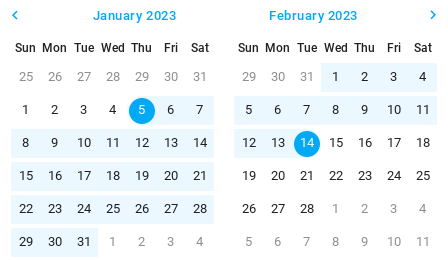 January 2023
Sun Mon Tue Wed Thu Fri Sat
25 26 27 28 29 30 31
1 2 3 4 5 6 7
8 9 10 11 12 13 14
15 16 17 18 19 20 21
22 23 24 25 26 27 28
29 30 31 1 2 3 4
February 2023
Sun Mon Tue Wed Thu Fri Sat
29 30 31 1 2 3 4
5 6 7 8 9 10 11
12 13 14 15 16 17 18
19 20 21 22 23 24 25
26 27 28 1 2 3 4
5 6 7 8 9 10 11